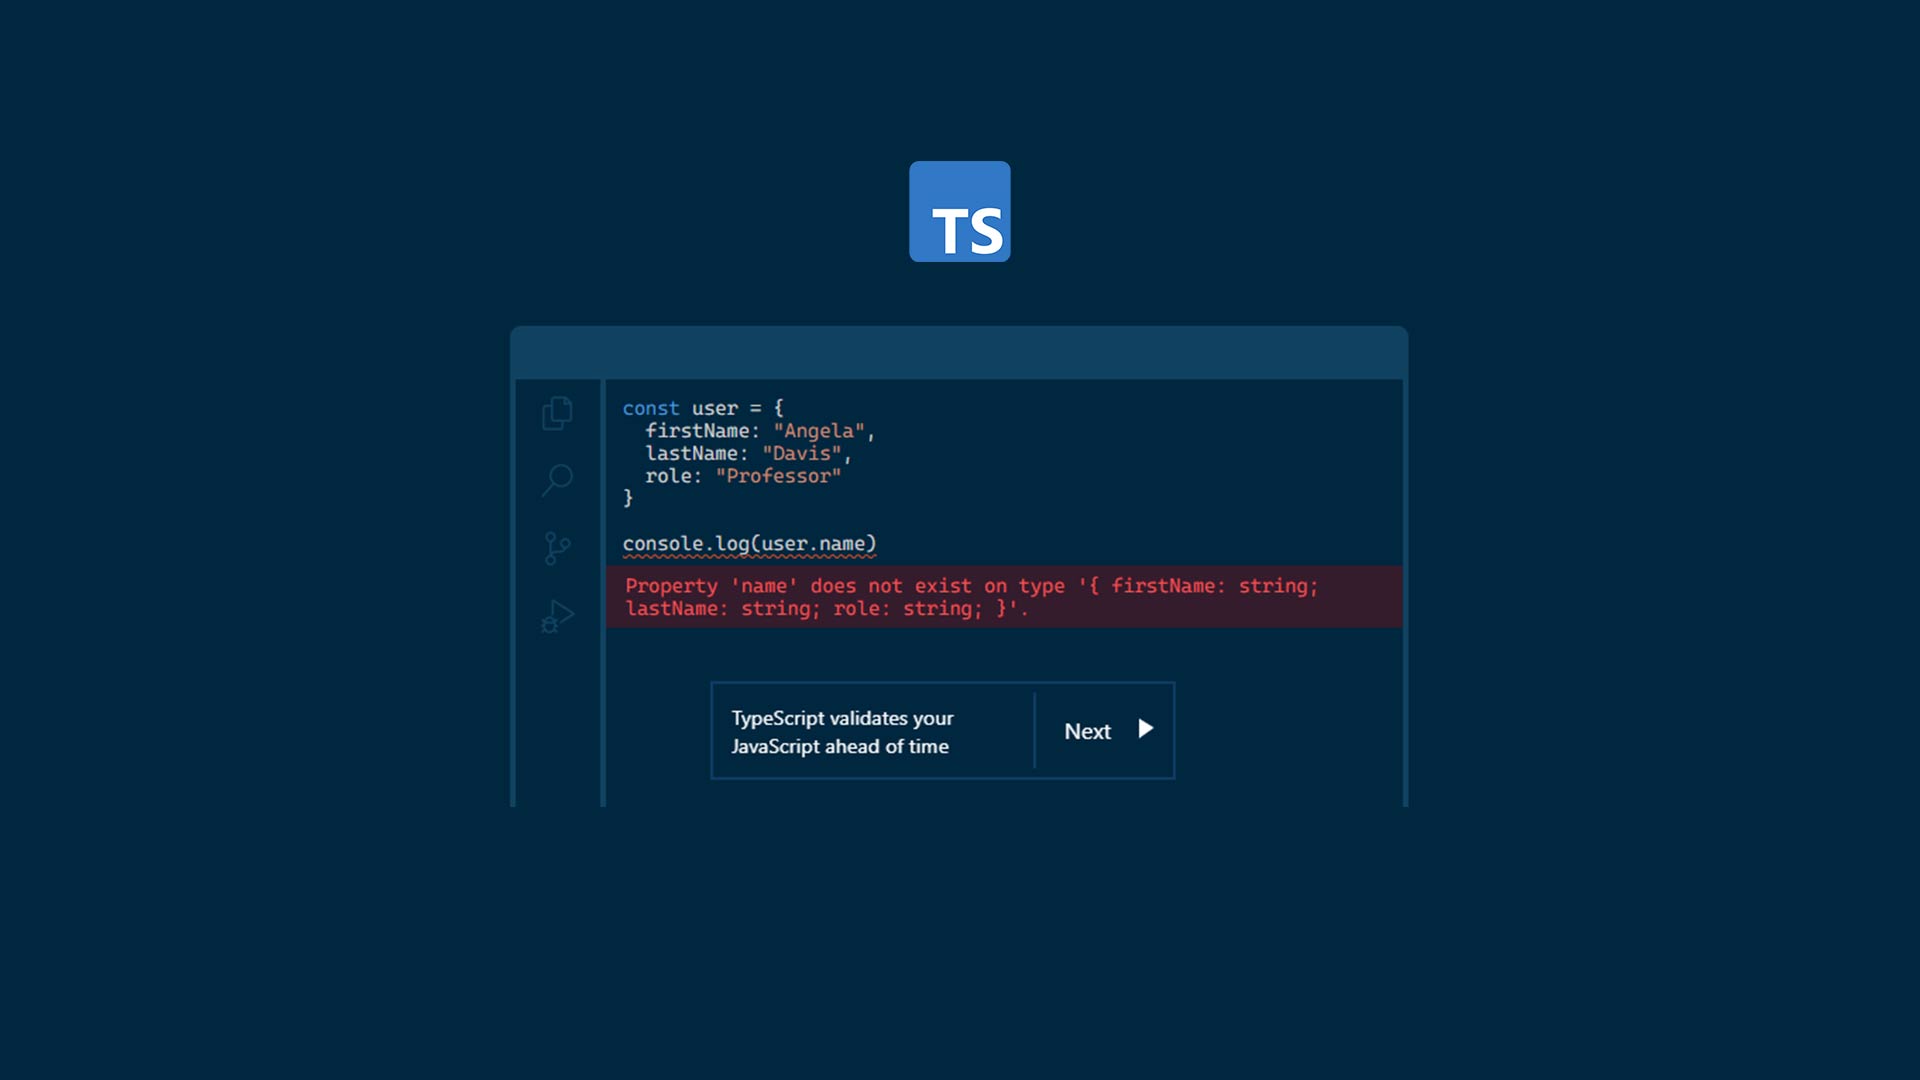 TS
const user = {
  firstName: "Angela",
  lastName: "Davis",
  role: "Professor"
}
console.log(user.name)
Property 'name' does not exist on type '{ firstName: string;
lastName: string; role: string; }'.
TypeScript validates your
JavaScript ahead of time
Next